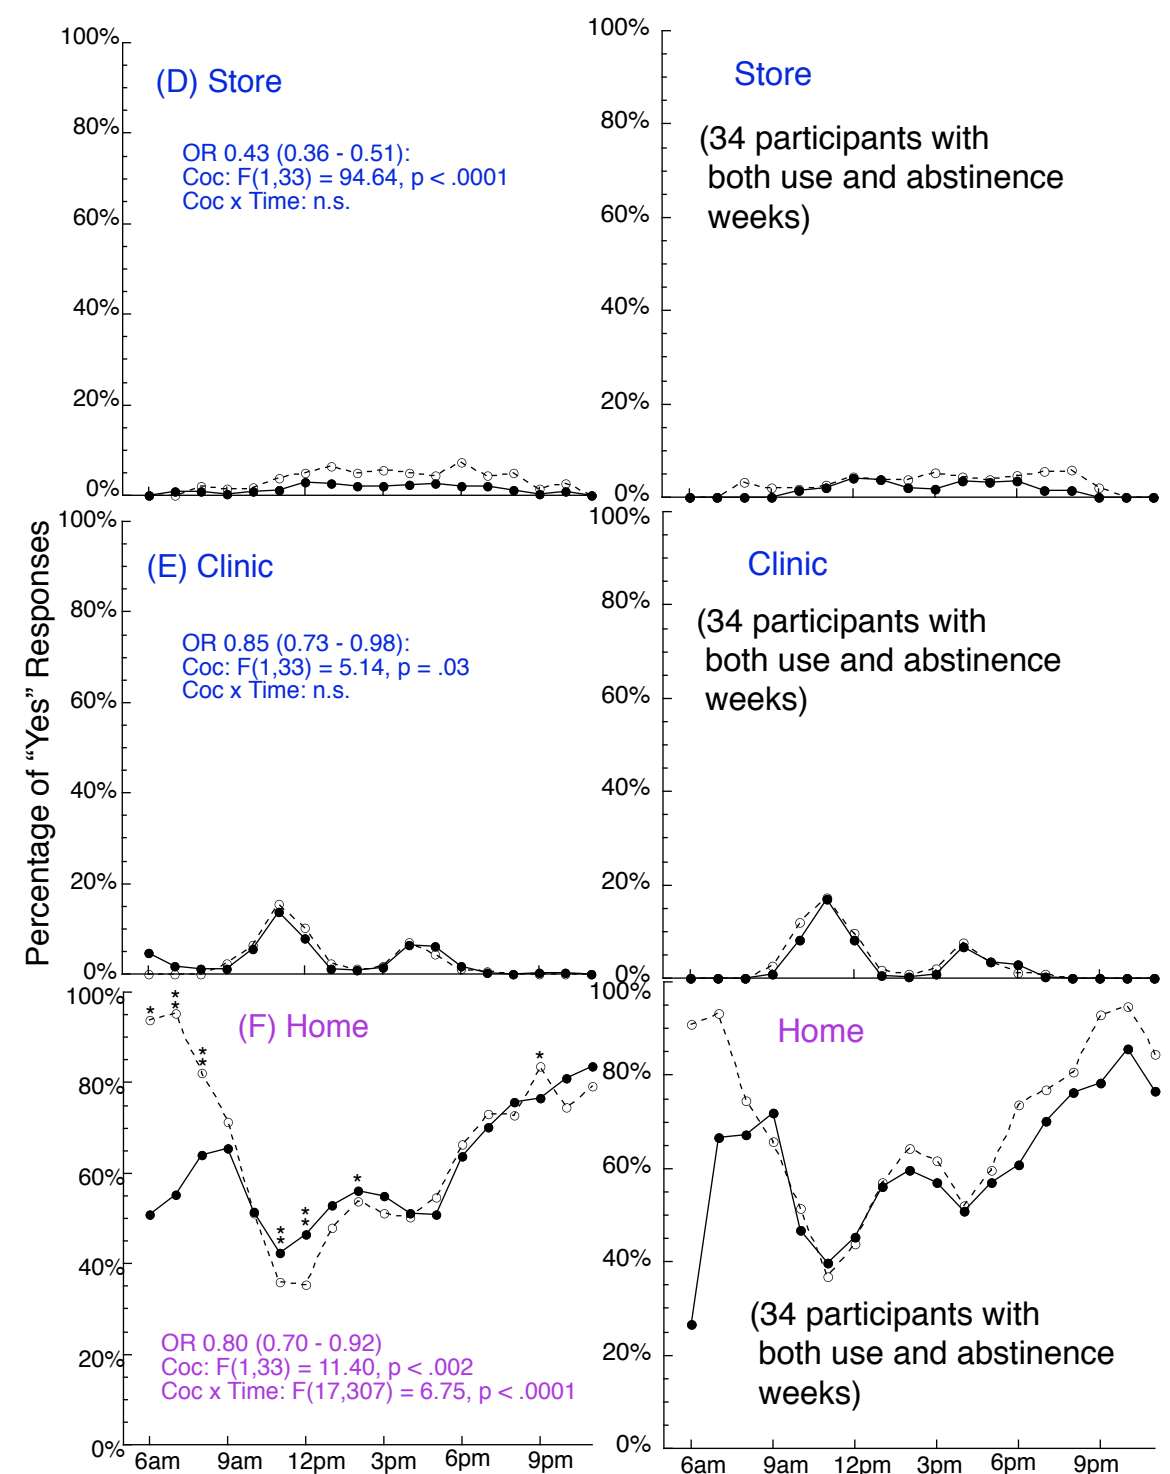 100%
80%
60%
40%
20%
0%
(D) Store
OR 0.43 (0.36 - 0.51):
Coc: F(1,33) = 94.64, p < .0001
Coc x Time: n.s.
100%
80%
60%
40%
20%
0%
Store
(34 participants with
both use and abstinence
weeks)
Percentage of “Yes” Responses
100%
80%
60%
40%
20%
0%
(E) Clinic
OR 0.85 (0.73 - 0.98):
Coc: F(1,33) = 5.14, p = .03
Coc x Time: n.s.
100%
80%
60%
40%
20%
0%
Clinic
(34 participants with
both use and abstinence
weeks)
100%
80%
60%
40%
20%
0%
(F) Home
*
* *
* *
* *
* *
*
*
OR 0.80 (0.70 - 0.92)
Coc: F(1,33) = 11.40, p < .002
Coc x Time: F(17,307) = 6.75, p < .0001
6am 9am 12pm 3pm 6pm 9pm
100%
80%
60%
40%
20%
0%
Home
(34 participants with
both use and abstinence
weeks)
6am 9am 12pm 3pm 6pm 9pm